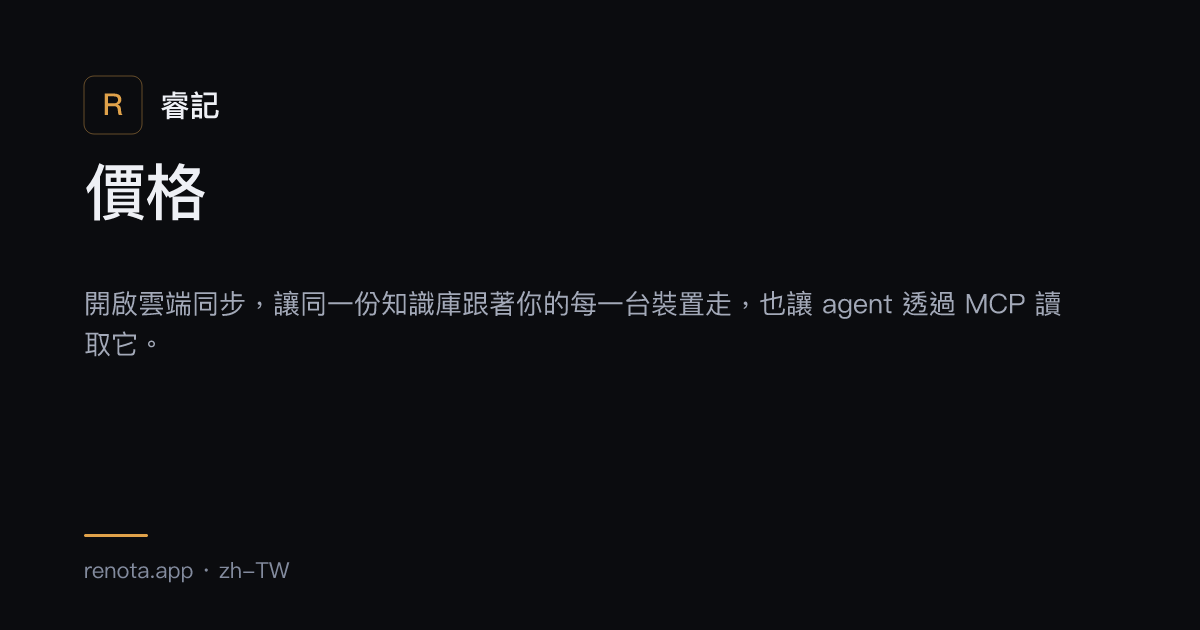 R 睿記
價格
開啟雲端同步，讓同一份知識庫跟著你的每一台裝置走，也讓 agent 透過 MCP 讀
取它。
renota.app · zh-TW